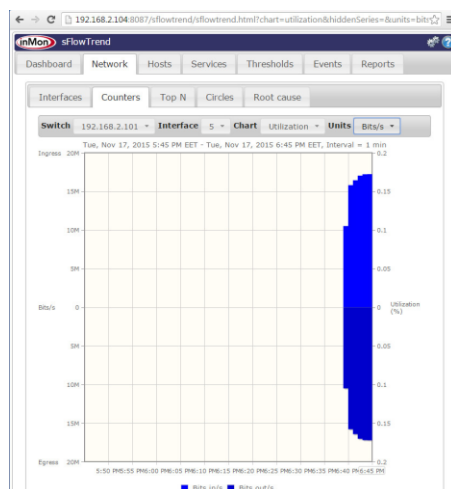 192.168.2.104:8087/sflowtrend/sflowtrend.html?chart=utilization&hiddenSeries=&units=bits
inMon sFlowTrend
Dashboard Network Hosts Services Thresholds Events Reports
Interfaces Counters Top N Circles Root cause
Switch 192.168.2.101 Interface 5 Chart Utilization Units Bits/s
Tue, Nov 17, 2015 5:45 PM EET - Tue, Nov 17, 2015 6:45 PM EET, Interval = 1 min
Ingress 20M 0.2
15M 0.15
10M 0.1
5M 0.05
Bits/s 0 0 Utilization
(%)
5M 0.05
10M 0.1
15M 0.15
Egress 20M 0.2
5:50 PM 5:55 PM 6:00 PM 6:05 PM 6:10 PM 6:15 PM 6:20 PM 6:25 PM 6:30 PM 6:35 PM 6:40 PM 6:45 PM
Bits in/s Bits out/s